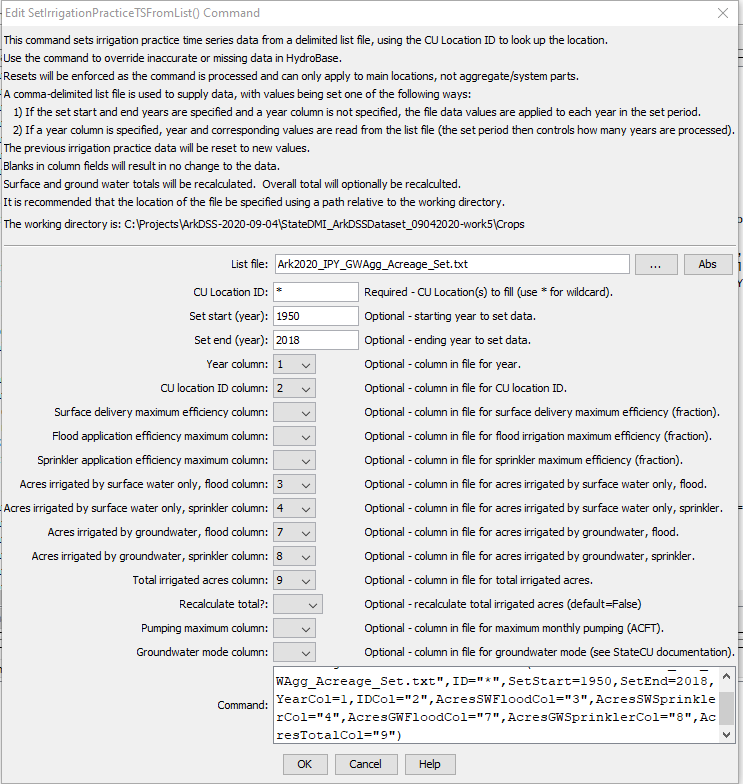 Edit SetIrrigationPracticeTSFromList() Command
This command sets irrigation practice time series data from a delimited list file, using the CU Location ID to look up the location.
Use the command to override inaccurate or missing data in HydroBase.
Resets will be enforced as the command is processed and can only apply to main locations, not aggregate/system parts.
A comma-delimited list file is used to supply data, with values being set one of the following ways:
1) If the set start and end years are specified and a year column is not specified, the file data values are applied to each year in the set period.
2) If a year column is specified, year and corresponding values are read from the list file (the set period then controls how many years are processed).
The previous irrigation practice data will be reset to new values.
Blanks in column fields will result in no change to the data.
Surface and ground water totals will be recalculated.  Overall total will optionally be recalculted.
It is recommended that the location of the file be specified using a path relative to the working directory.
The working directory is: C:\Projects\ArkDSS-2020-09-04\StateDMI_ArkDSSDataset_09042020-work5\Crops
List file: Ark2020_IPY_GWAgg_Acreage_Set.txt ... Abs
CU Location ID: * Required - CU Location(s) to fill (use * for wildcard).
Set start (year): 1950 Optional - starting year to set data.
Set end (year): 2018 Optional - ending year to set data.
Year column: 1 Optional - column in file for year.
CU location ID column: 2 Optional - column in file for CU location ID.
Surface delivery maximum efficiency column: Optional - column in file for surface delivery maximum efficiency (fraction).
Flood application efficiency maximum column: Optional - column in file for flood irrigation maximum efficiency (fraction).
Sprinkler application efficiency maximum column: Optional - column in file for sprinkler maximum efficiency (fraction).
Acres irrigated by surface water only, flood column: 3 Optional - column in file for acres irrigated by surface water only, flood.
Acres irrigated by surface water only, sprinkler column: 4 Optional - column in file for acres irrigated by surface water only, sprinkler.
Acres irrigated by groundwater, flood column: 7 Optional - column in file for acres irrigated by groundwater, flood.
Acres irrigated by groundwater, sprinkler column: 8 Optional - column in file for acres irrigated by groundwater, sprinkler.
Total irrigated acres column: 9 Optional - column in file for total irrigated acres.
Recalculate total?: Optional - recalculate total irrigated acres (default=False)
Pumping maximum column: Optional - column in file for maximum monthly pumping (ACFT).
Groundwater mode column: Optional - column in file for groundwater mode (see StateCU documentation).
Command:
WAgg_Acreage_Set.txt",ID="*",SetStart=1950,SetEnd=2018,
YearCol=1,IDCol="2",AcresSWFloodCol="3",AcresSWSprinkle
rCol="4",AcresGWFloodCol="7",AcresGWSprinklerCol="8",Ac
resTotalCol="9")
OK Cancel Help